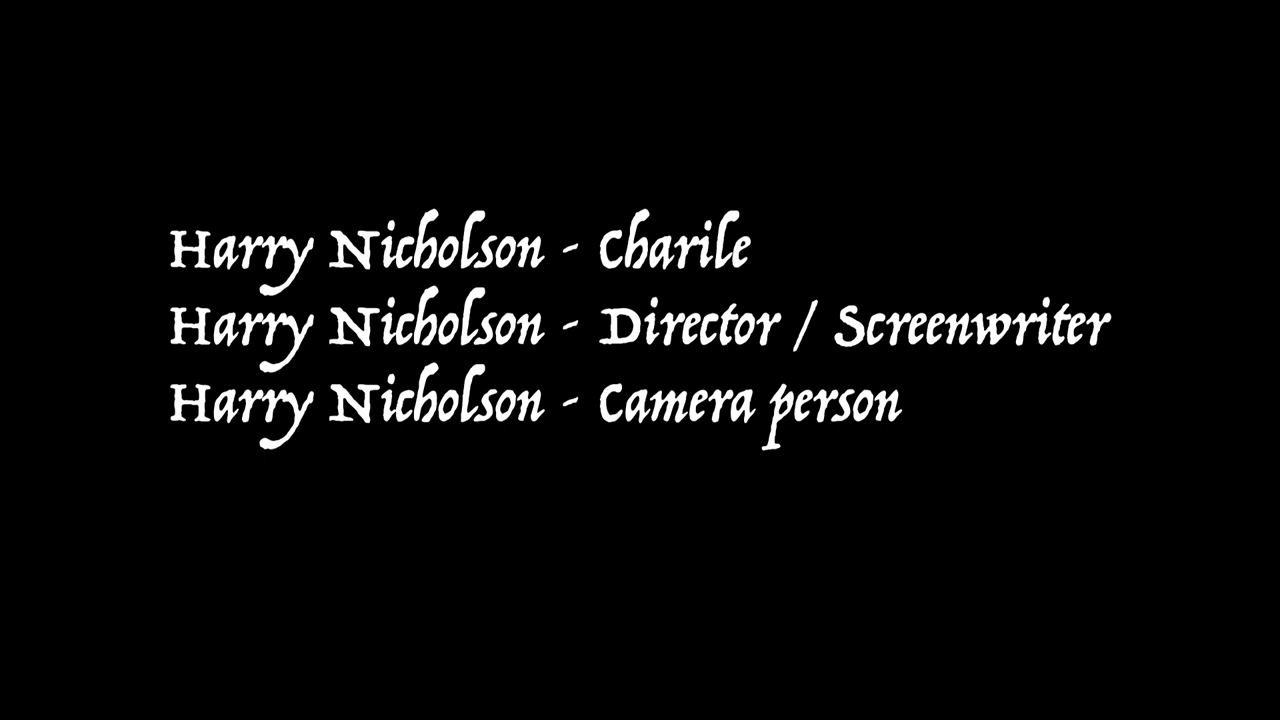 Harry Nicholson - Charile
Harry Nicholson - Director / Screenwriter
Harry Nicholson - Camera person